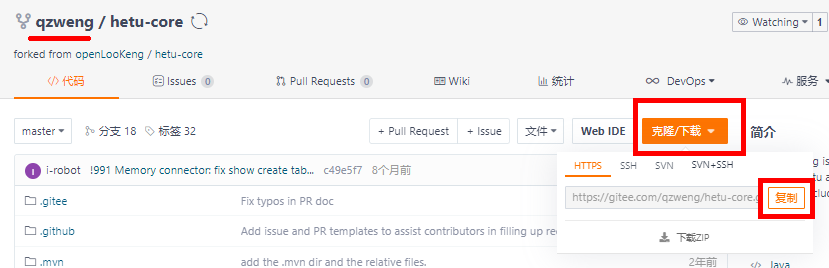 qzweng / hetu-core
Watching 1
forked from openLooKeng / hetu-core
代码 Issues 0 Pull Requests 0 Wiki 统计 DevOps 服务
master 分支 18 标签 32 + Pull Request + Issue 文件 Web IDE 克隆/下载 简介
HTTPS SSH SVN SVN+SSH
i-robot !991 Memory connector: fix show create tab... c49e5f7 8个月前
https://gitee.com/qzweng/hetu-core. 复制
.gitee Fix typos in PR doc
.github Add issue and PR templates to assist contributors in filling up
下载ZIP
.mvn add the .mvn dir and the relative files. 2年前
Java